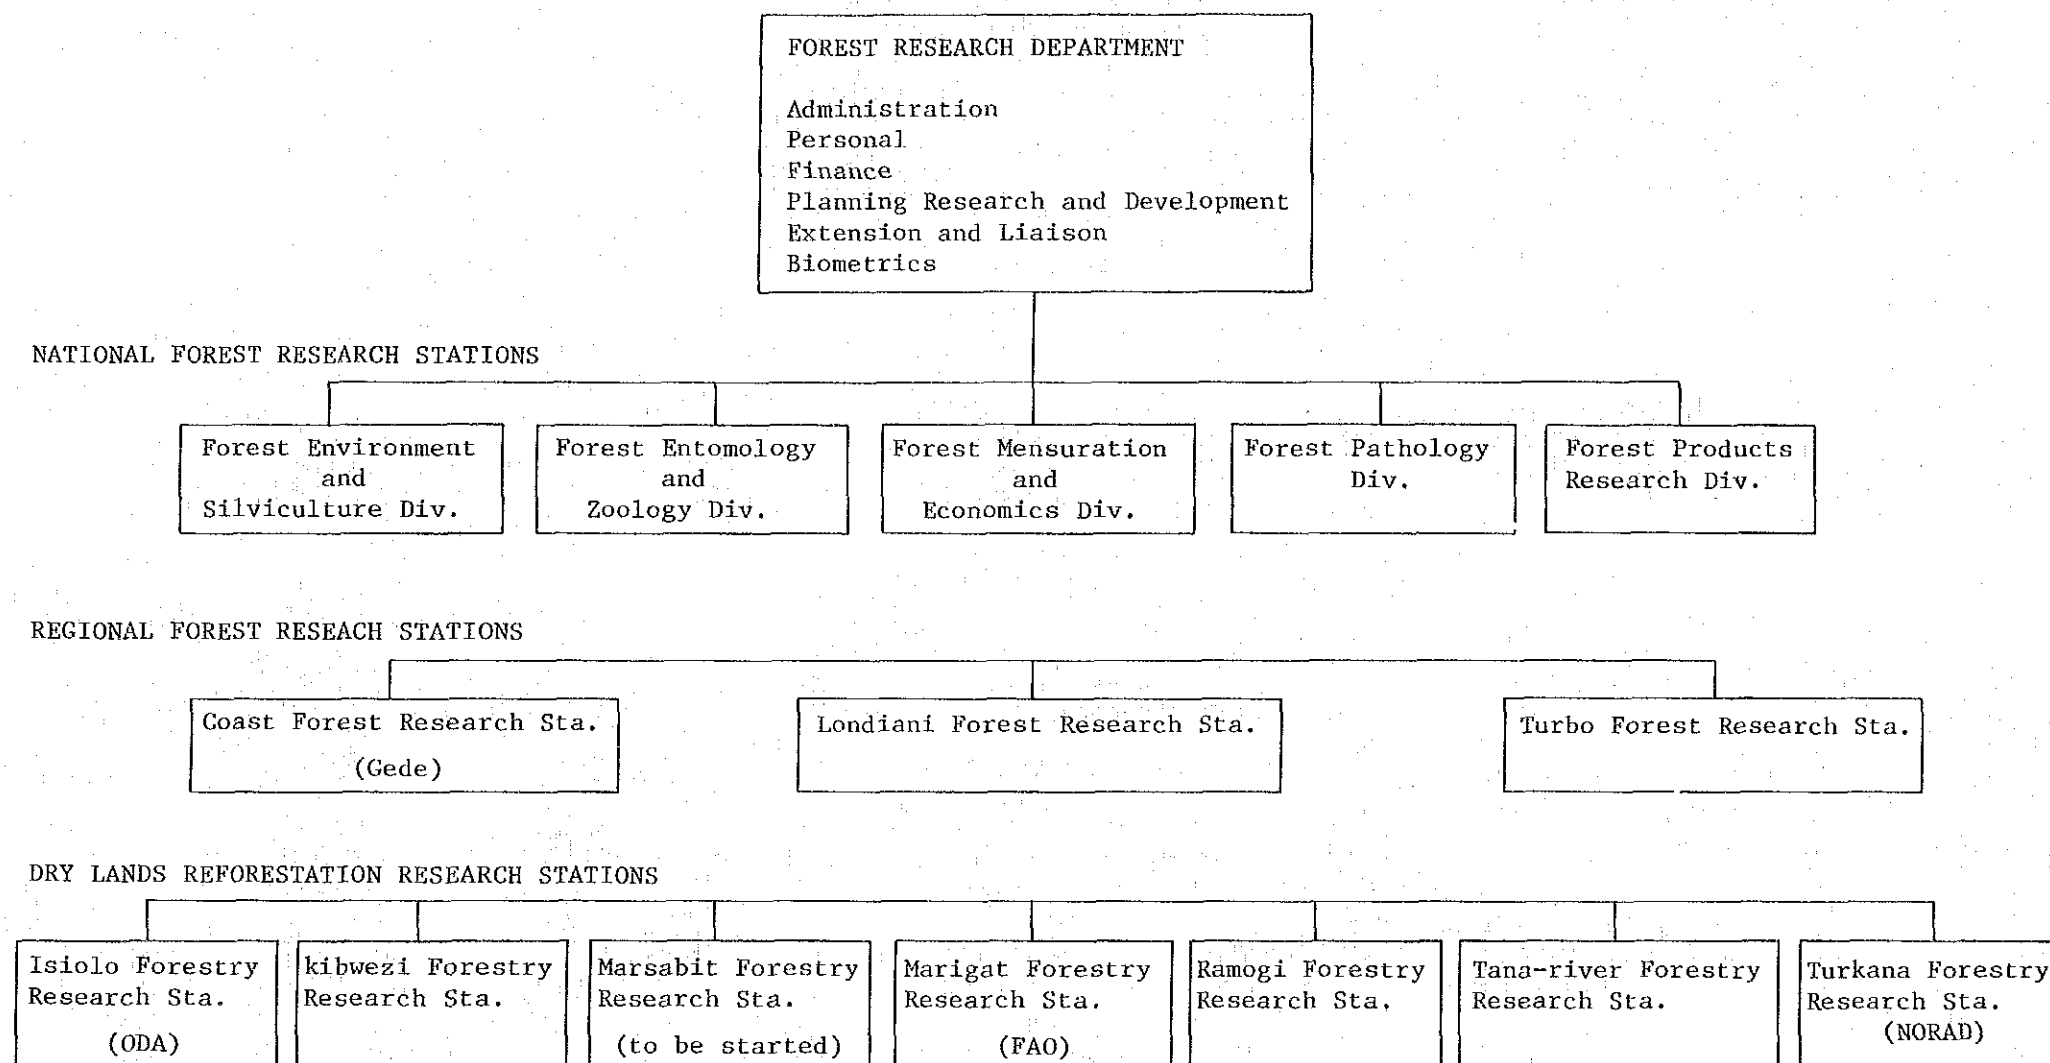 FOREST RESEARCH DEPARTMENT
Administration
Personal
Finance
Planning Research and Development
Extension and Liaison
Biometrics
NATIONAL FOREST RESEARCH STATIONS
Forest Environment
and
Silviculture Div.
Forest Entomology
and
Zoology Div.
Forest Mensuration
and
Economics Div.
Forest Pathology
Div.
Forest Products
Research Div.
REGIONAL FOREST RESEACH STATIONS
Coast Forest Research Sta.
(Gede)
Londiani Forest Research Sta.
Turbo Forest Research Sta.
DRY LANDS REFORESTATION RESEARCH STATIONS
Isiolo Forestry
Research Sta.
(ODA)
kibwezi Forestry
Research Sta.
Marsabit Forestry
Research Sta.
(to be started)
Marigat Forestry
Research Sta.
(FAO)
Ramogi Forestry
Research Sta.
Tana-river Forestry
Research Sta.
Turkana Forestry
Research Sta.
(NORAD)